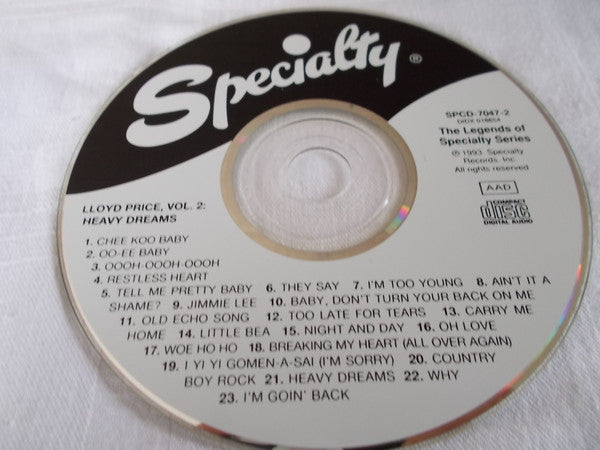 Specialty®
SPCD-7047-2
The Legends of
Specialty Series
℗ 1993, Specialty
Records, Inc.
All rights reserved
AAD
COMPACT
disc
DIGITAL AUDIO
LLOYD PRICE, VOL. 2:
HEAVY DREAMS
1. CHEE KOO BABY
2. OO-EE BABY
3. OOOH-OOOH-OOOH
4. RESTLESS HEART
5. TELL ME PRETTY BABY 6. THEY SAY 7. I'M TOO YOUNG 8. AIN'T IT A
SHAME? 9. JIMMIE LEE 10. BABY, DON'T TURN YOUR BACK ON ME
11. OLD ECHO SONG 12. TOO LATE FOR TEARS 13. CARRY ME
HOME 14. LITTLE BEA 15. NIGHT AND DAY 16. OH LOVE
17. WOE HO HO 18. BREAKING MY HEART (ALL OVER AGAIN)
19. I YI YI GOMEN-A-SAI (I'M SORRY) 20. COUNTRY
BOY ROCK 21. HEAVY DREAMS 22. WHY
23. I'M GOIN' BACK